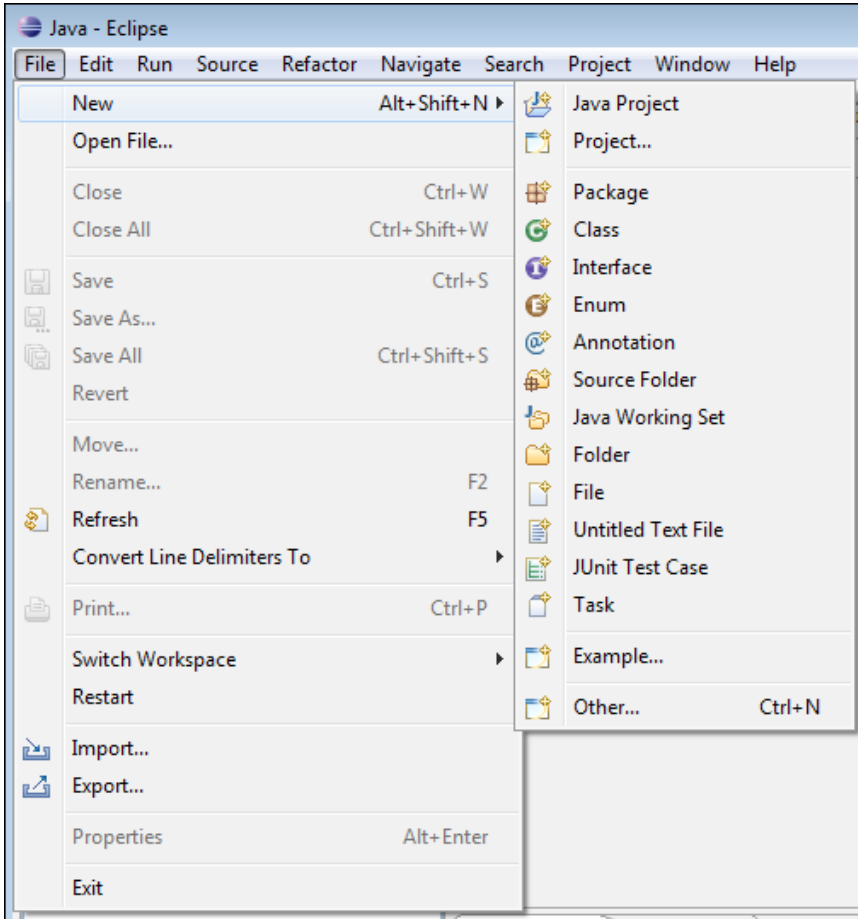 Java - Eclipse
File Edit Run Source Refactor Navigate Search Project Window Help
New Alt+Shift+N
Open File...
Close Ctrl+W
Close All Ctrl+Shift+W
Save Ctrl+S
Save As...
Save All Ctrl+Shift+S
Revert
Move...
Rename... F2
Refresh F5
Convert Line Delimiters To
Print... Ctrl+P
Switch Workspace
Restart
Import...
Export...
Properties Alt+Enter
Exit
Java Project
Project...
Package
Class
Interface
Enum
Annotation
Source Folder
Java Working Set
Folder
File
Untitled Text File
JUnit Test Case
Task
Example...
Other... Ctrl+N